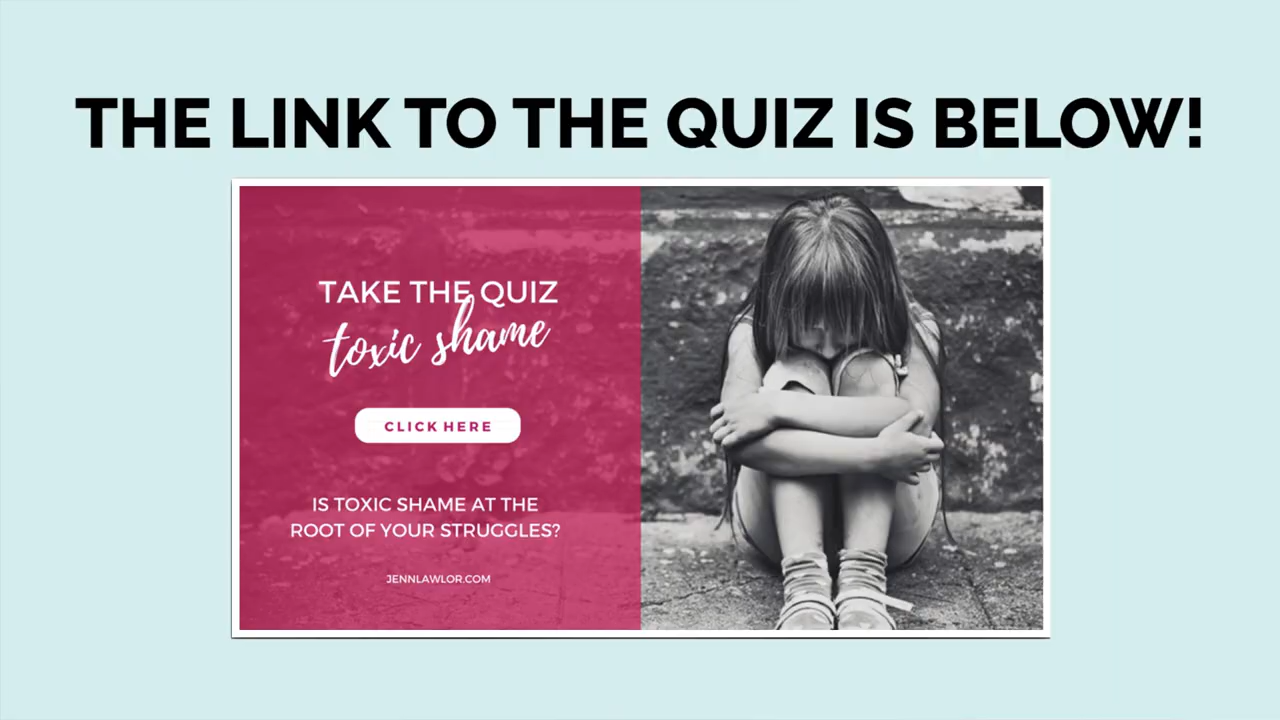 THE LINK TO THE QUIZ IS BELOW!
TAKE THE QUIZ
toxic shame
CLICK HERE
IS TOXIC SHAME AT THE
ROOT OF YOUR STRUGGLES?
JENNLAWLOR.COM